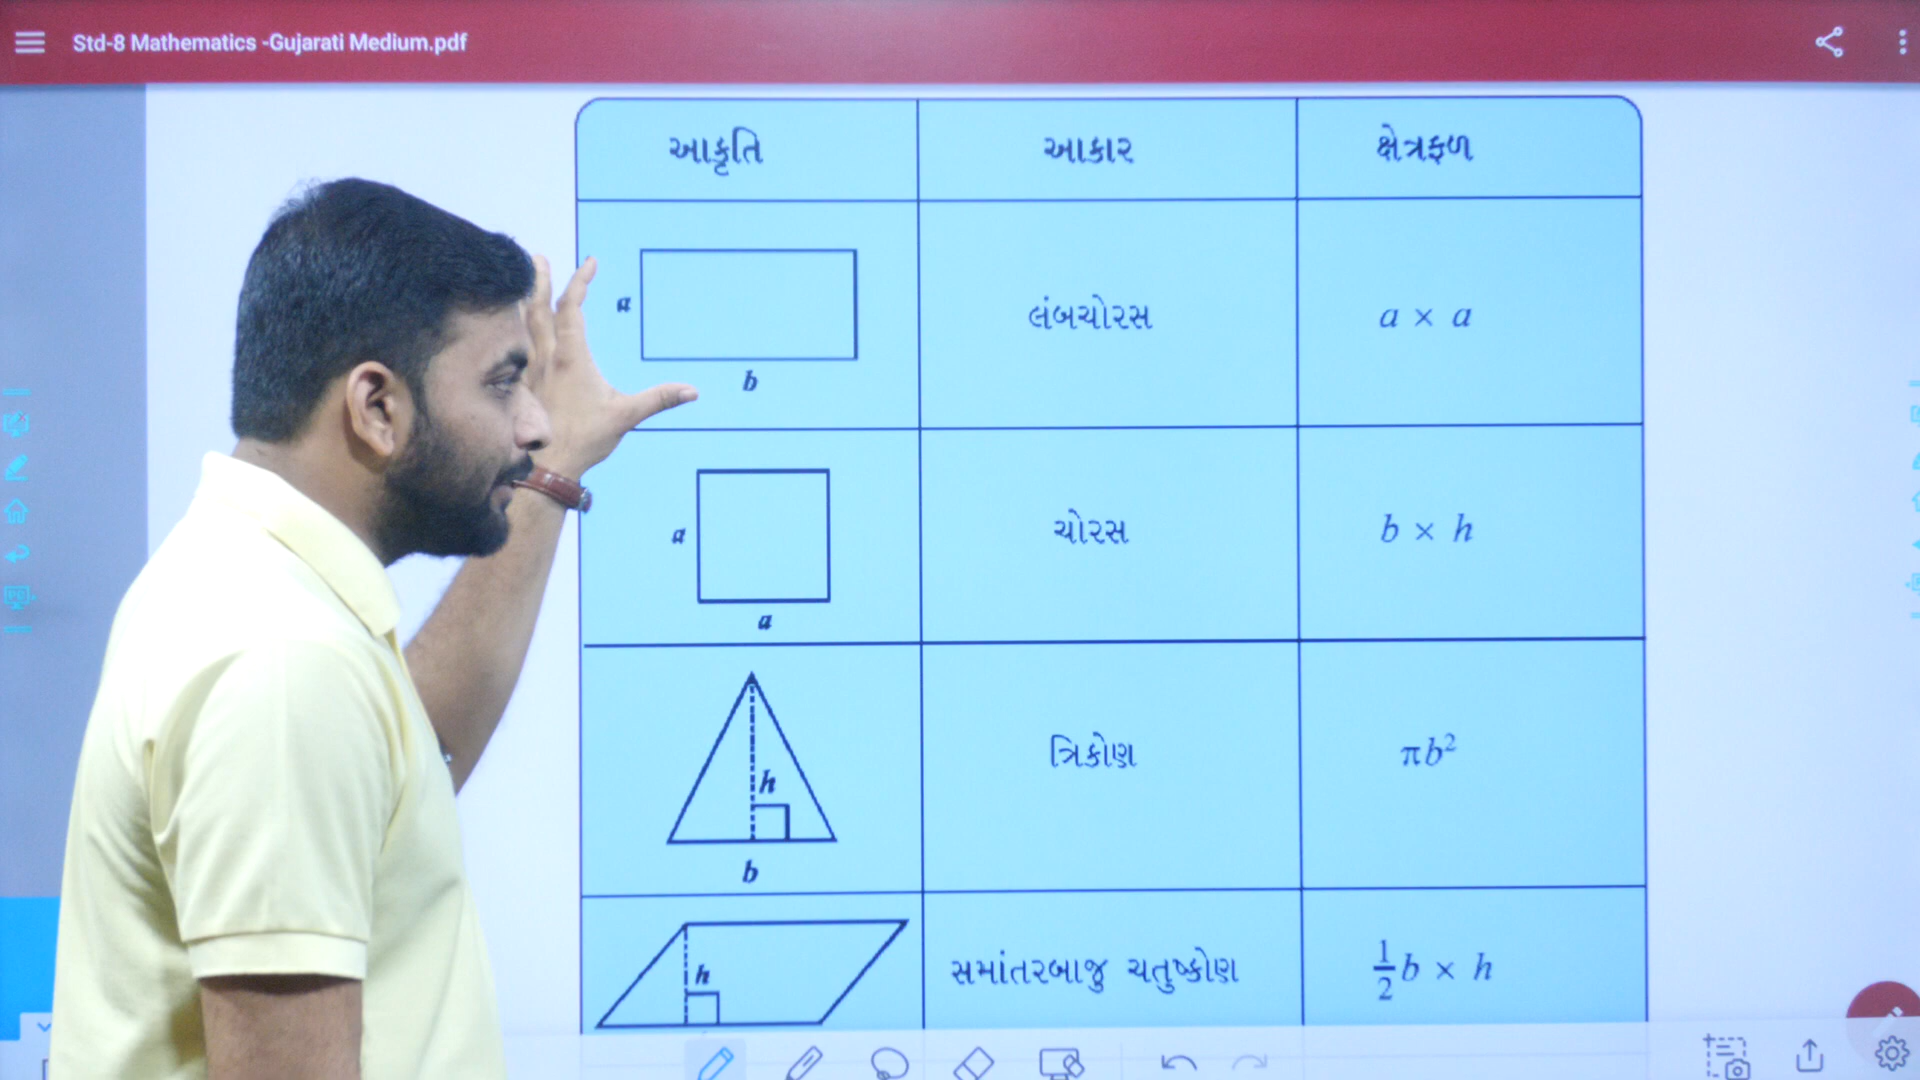 Std-8 Mathematics -Gujarati Medium.pdf
આકૃતિ આકાર ક્ષેત્રફળ
a
b
લંબચોરસ a × a
a
a
ચોરસ b × h
h
b
ત્રિકોણ πb²
h
સમાંતરબાજુ ચતુષ્કોણ ½b × h